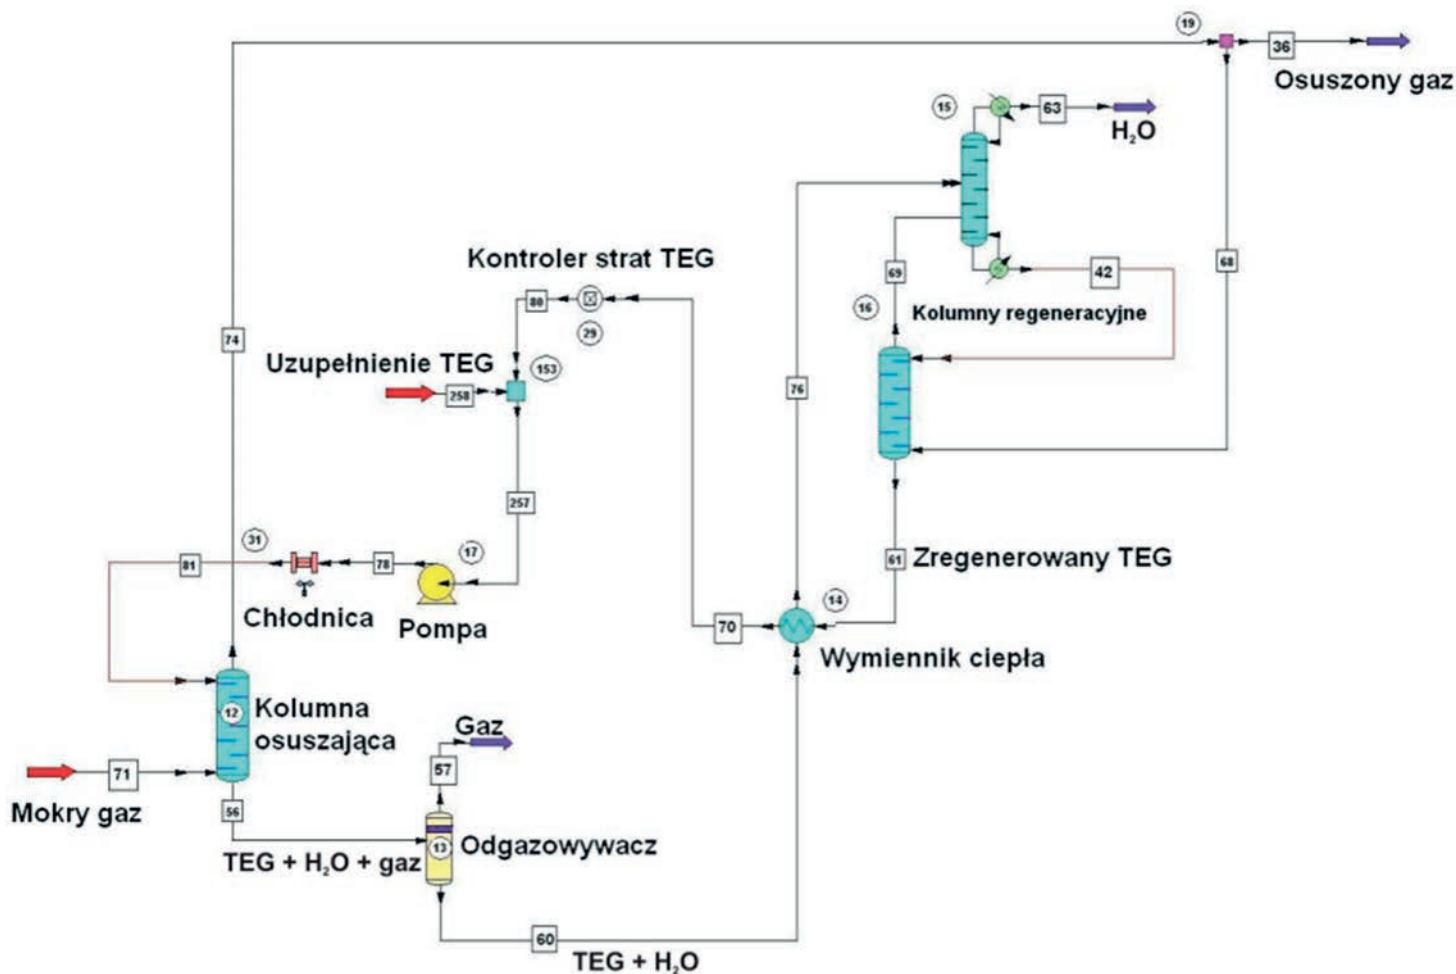 19
36
Osuszony gaz
15
63
H₂O
Kontroler strat TEG
69
42
68
80
29
16
Kolumny regeneracyjne
74
Uzupełnienie TEG
153
258
76
257
31
17
81
78
61
Zregenerowany TEG
Chłodnica
Pompa
14
70
Wymiennik ciepła
12
Kolumna
osuszająca
Gaz
71
57
Mokry gaz
56
13
Odgazowywacz
TEG + H₂O + gaz
60
TEG + H₂O